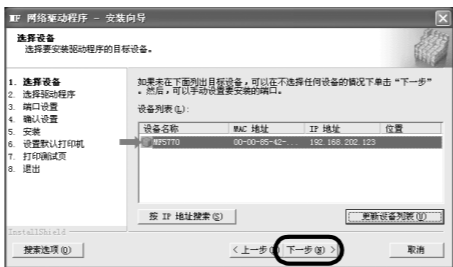 MF 网络驱动程序 - 安装向导
选择设备
选择要安装驱动程序的目标设备。
1. 选择设备
2. 选择驱动程序
3. 端口设置
4. 确认设置
5. 安装
6. 设置默认打印机
7. 打印测试页
8. 退出
如果未在下面列出目标设备，可以在不选择任何设备的情况下单击“下一步”
。然后，可以手动设置要安装的端口。
设备列表(L):
设备名称 MAC 地址 IP 地址 位置
MF5770 00-00-85-42-... 192.168.202.123
按 IP 地址搜索(S) 更新设备列表(U)
InstallShield
搜索选项(O) <上一步(B) 下一步(N)> 取消